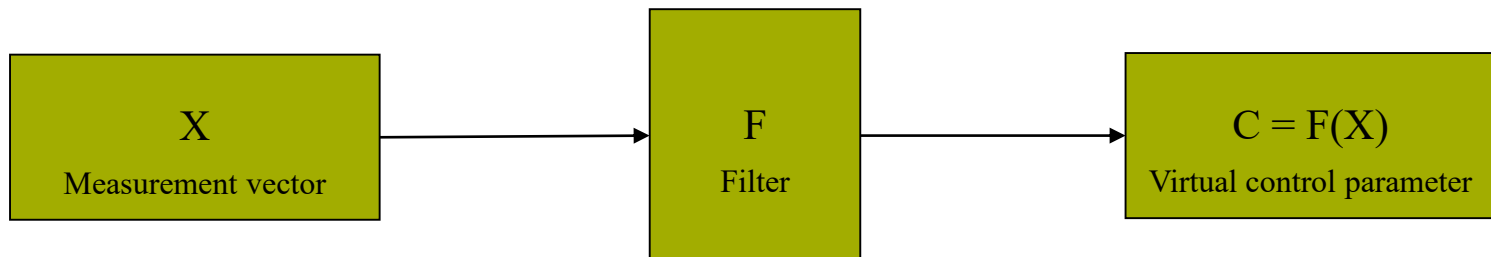 X
Measurement vector
F
Filter
C = F(X)
Virtual control parameter